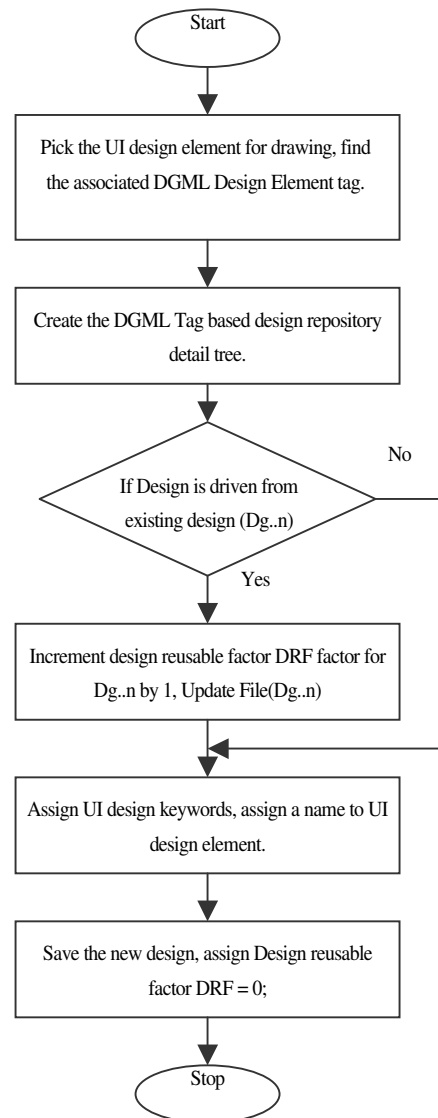 Start
Pick the UI design element for drawing, find
the associated DGML Design Element tag.
Create the DGML Tag based design repository
detail tree.
No
If Design is driven from
existing design (Dg..n)
Yes
Increment design reusable factor DRF factor for
Dg..n by 1, Update File(Dg..n)
Assign UI design keywords, assign a name to UI
design element.
Save the new design, assign Design reusable
factor DRF = 0;
Stop